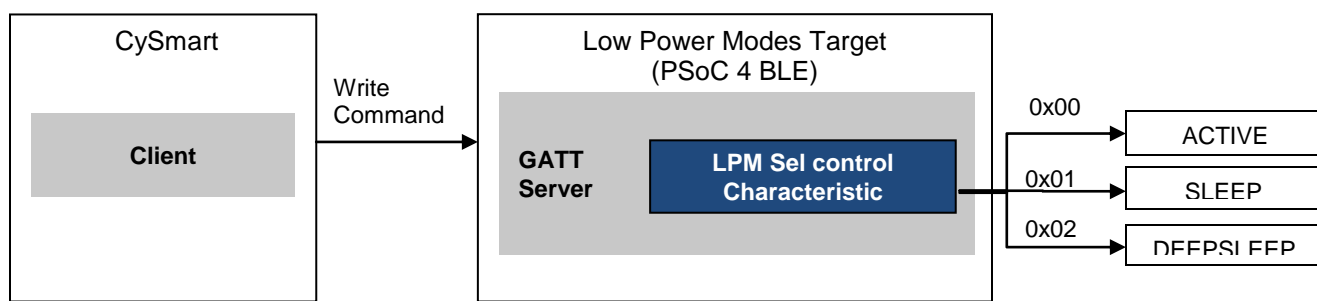 CySmart
Client
Write
Command
Low Power Modes Target
(PSoC 4 BLE)
GATT
Server
LPM Sel control
Characteristic
0x00
ACTIVE
0x01
SLEEP
0x02
DEEPSLEEP